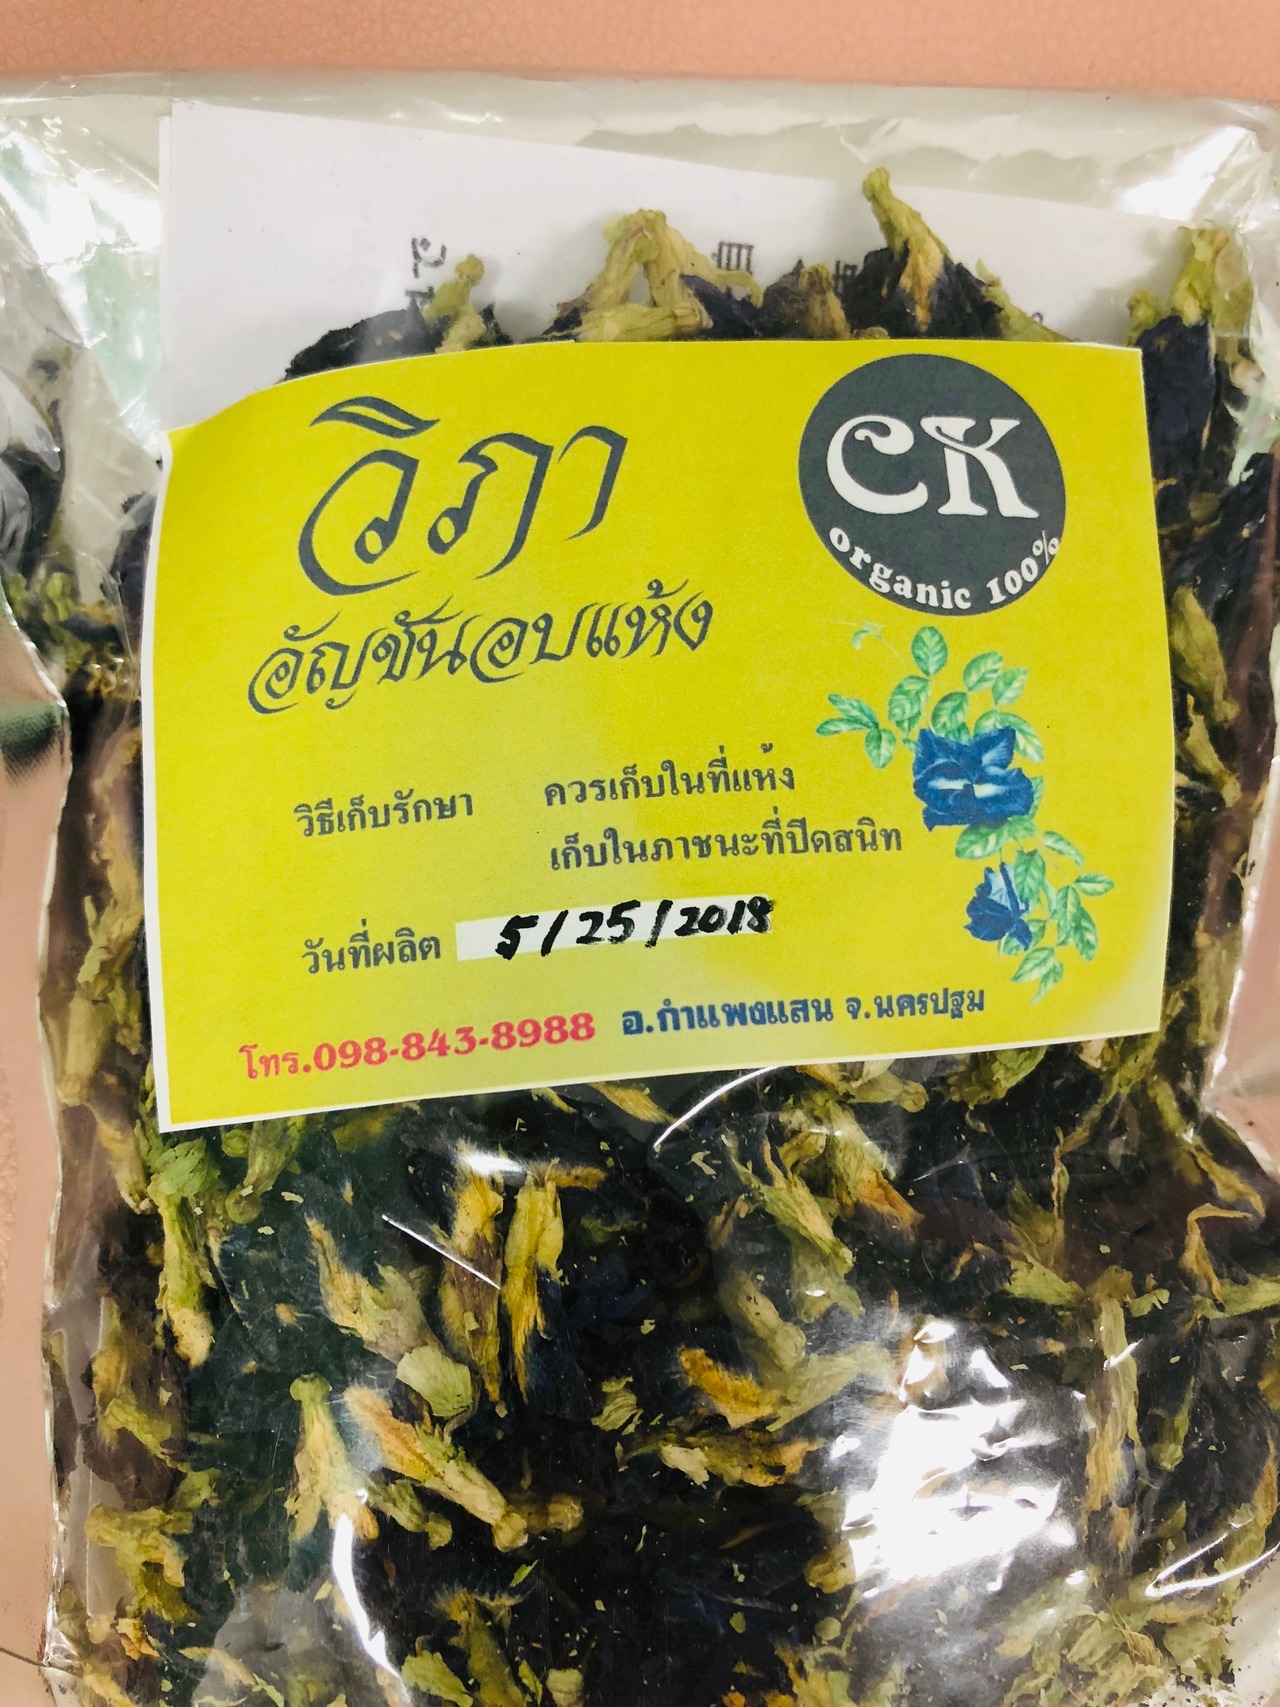 วิภา
CK
organic 100%
อัญชันอบแห้ง
วิธีเก็บรักษา ควรเก็บในที่แห้ง
เก็บในภาชนะที่ปิดสนิท
วันที่ผลิต 5/25/2018
โทร.098-843-8988 อ.กำแพงแสน จ.นครปฐม